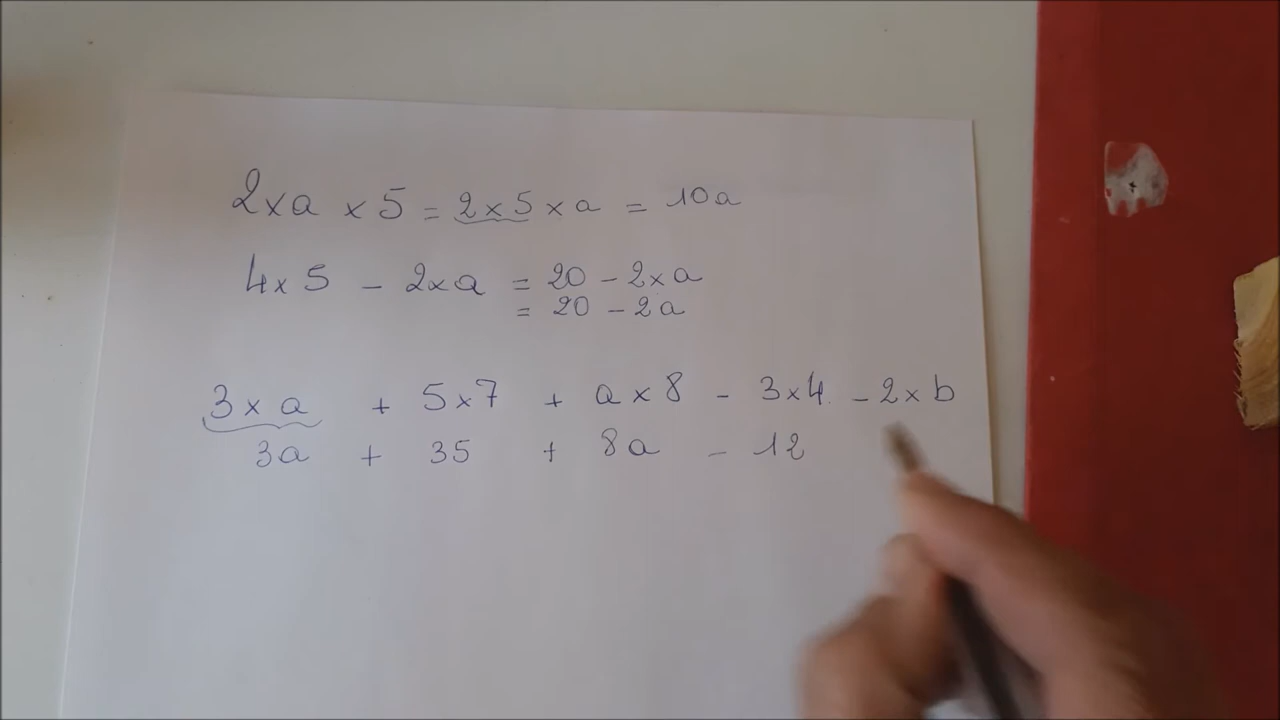 2×a ×5 = 2×5 ×a = 10a
4×5 - 2×a = 20 - 2×a
= 20 - 2a
3×a + 5×7 + a×8 - 3×4 - 2×b
3a + 35 + 8a - 12